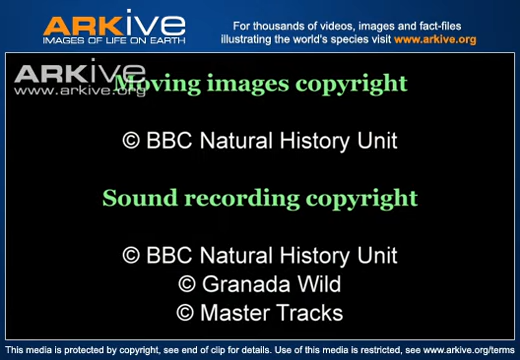 ARKive
IMAGES OF LIFE ON EARTH
For thousands of videos, images and fact-files
illustrating the world's species visit www.arkive.org
ARKive
www.arkive.org
Moving images copyright
© BBC Natural History Unit
Sound recording copyright
© BBC Natural History Unit
© Granada Wild
© Master Tracks
This media is protected by copyright, see end of clip for details. Use of this media is restricted, see www.arkive.org/terms